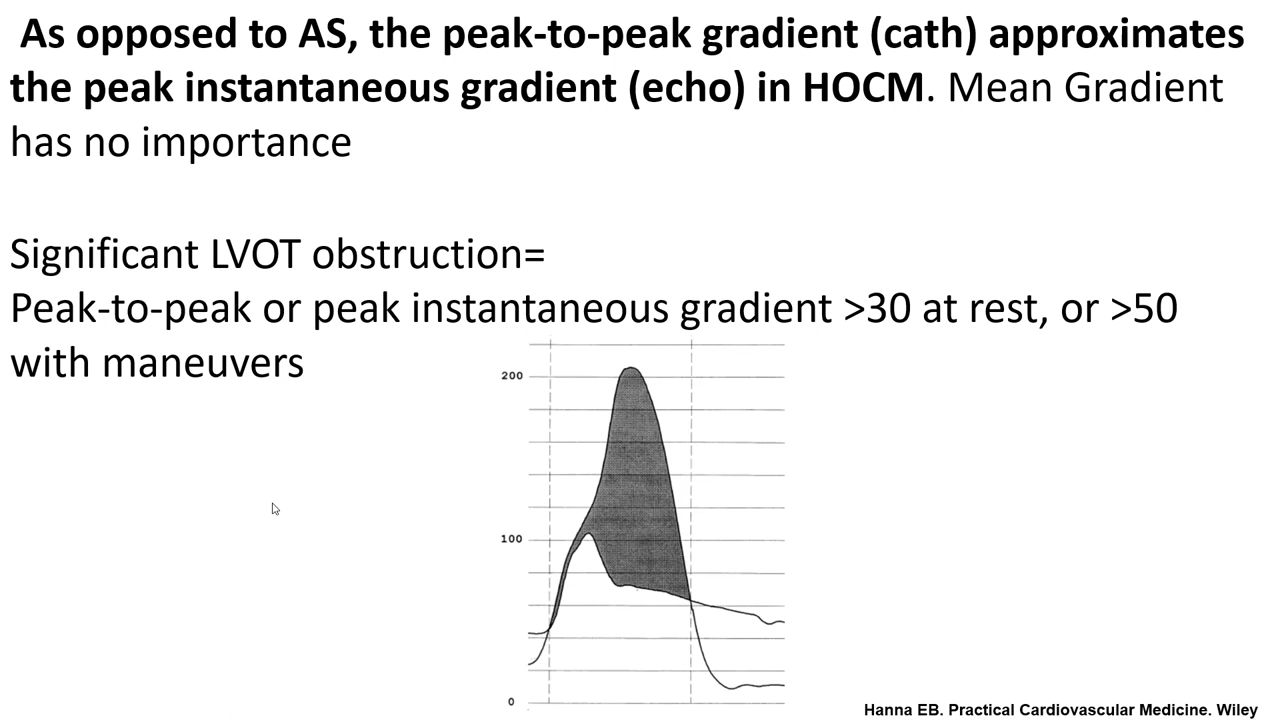 As opposed to AS, the peak-to-peak gradient (cath) approximates
the peak instantaneous gradient (echo) in HOCM. Mean Gradient
has no importance
Significant LVOT obstruction=
Peak-to-peak or peak instantaneous gradient >30 at rest, or >50
with maneuvers
200
100
0
Hanna EB. Practical Cardiovascular Medicine. Wiley